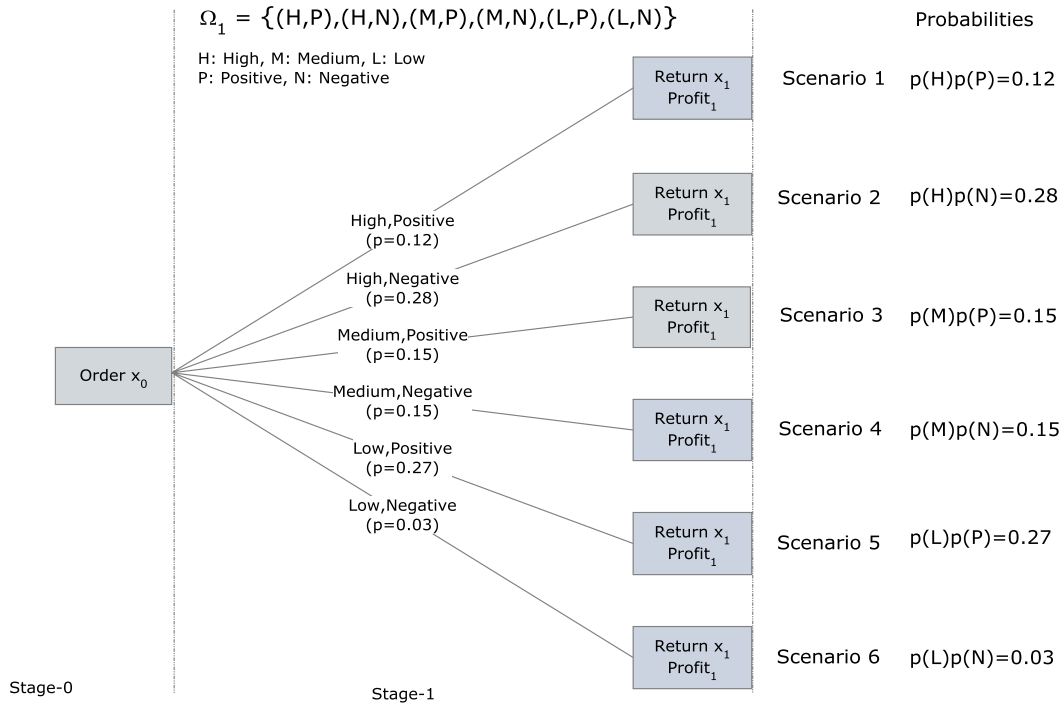 Ω₁ = {(H,P),(H,N),(M,P),(M,N),(L,P),(L,N)}
Probabilities
H: High, M: Medium, L: Low
P: Positive, N: Negative
Return x₁
Profit₁
Scenario 1
p(H)p(P)=0.12
Return x₁
Profit₁
Scenario 2
p(H)p(N)=0.28
High,Positive
(p=0.12)
High,Negative
(p=0.28)
Return x₁
Profit₁
Scenario 3
p(M)p(P)=0.15
Medium,Positive
(p=0.15)
Order x₀
Medium,Negative
(p=0.15)
Return x₁
Profit₁
Scenario 4
p(M)p(N)=0.15
Low,Positive
(p=0.27)
Low,Negative
(p=0.03)
Return x₁
Profit₁
Scenario 5
p(L)p(P)=0.27
Return x₁
Profit₁
Scenario 6
p(L)p(N)=0.03
Stage-0
Stage-1